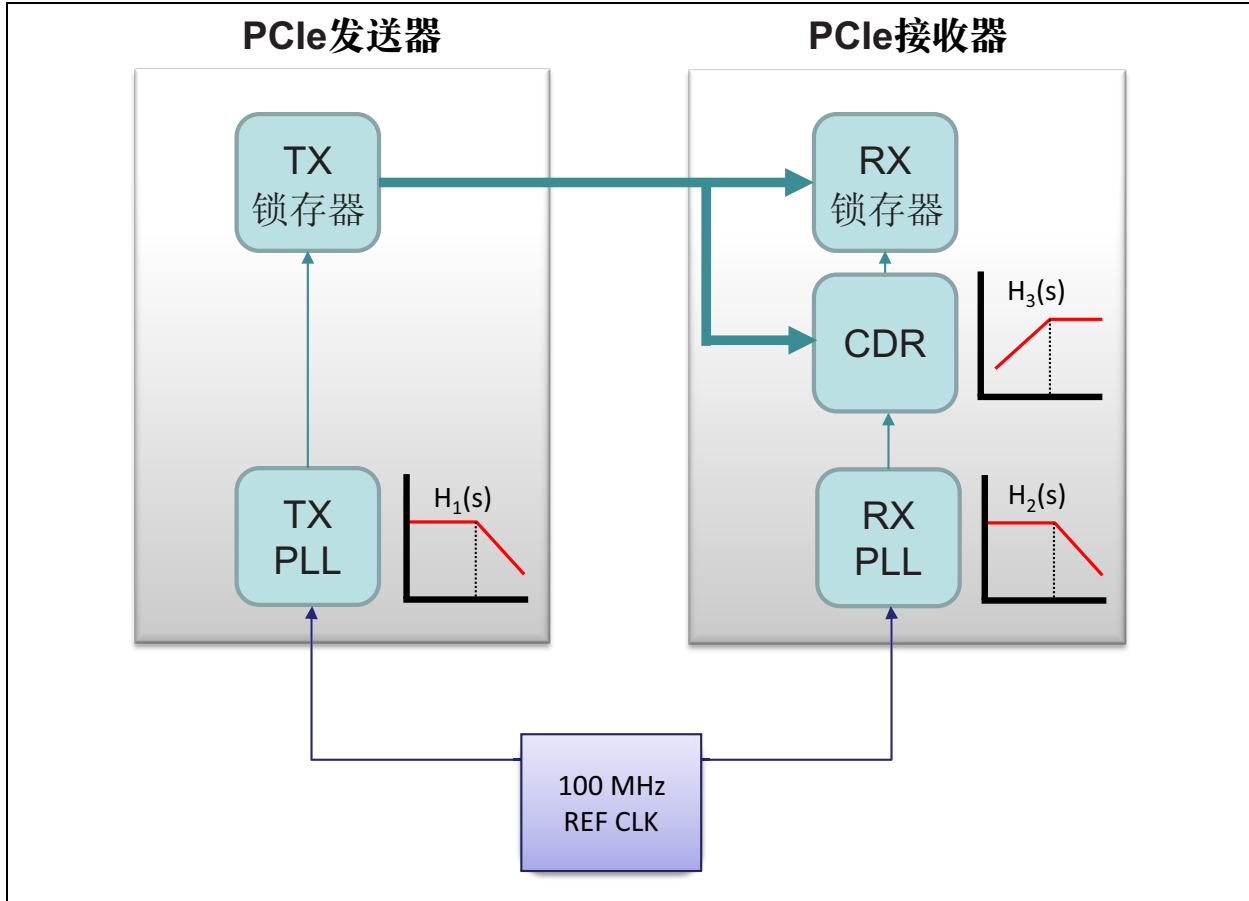 PCIe发送器
PCIe接收器
TX
锁存器
RX
锁存器
H₃(s)
CDR
TX
PLL
H₁(s)
RX
PLL
H₂(s)
100 MHz
REF CLK